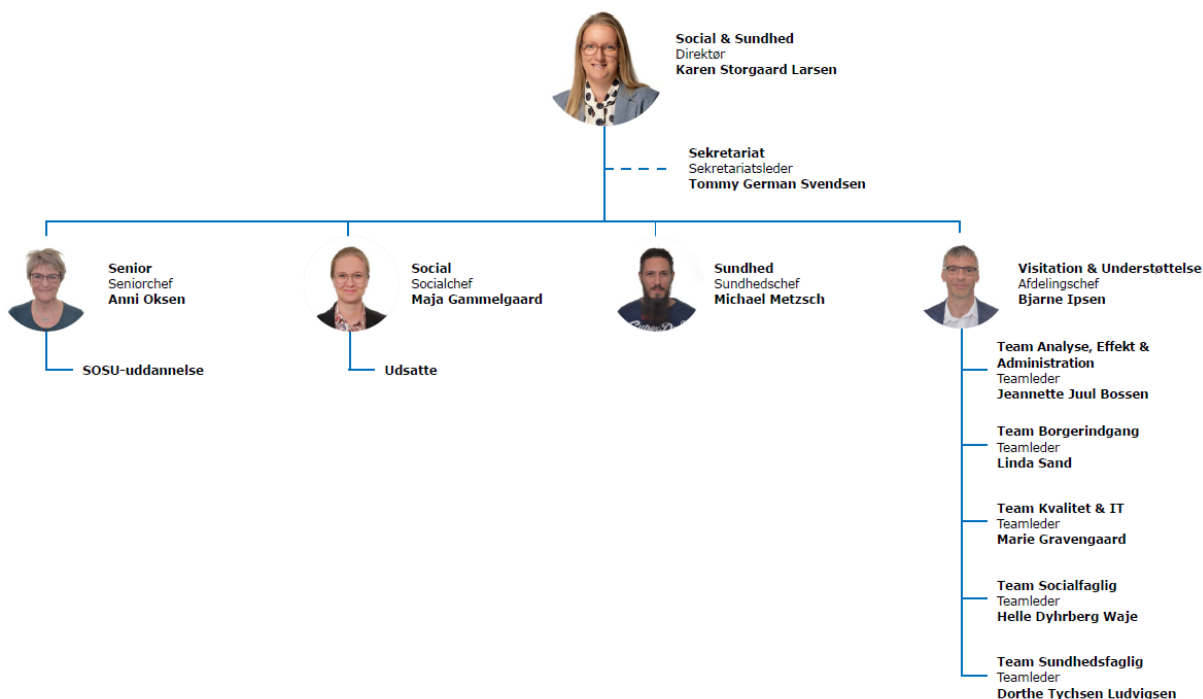 Social & Sundhed
Direktør
Karen Storgaard Larsen
Sekretariat
Sekretariatsleder
Tommy German Svendsen
Senior
Seniorchef
Anni Oksen
Social
Socialchef
Maja Gammelgaard
Sundhed
Sundhedschef
Michael Metzsch
Visitation & Understøttelse
Afdelingschef
Bjarne Ipsen
SOSU-uddannelse
Udsatte
Team Analyse, Effekt &
Administration
Teamleder
Jeannette Juul Bossen
Team Borgerindgang
Teamleder
Linda Sand
Team Kvalitet & IT
Teamleder
Marie Gravengaard
Team Socialfaglig
Teamleder
Helle Dyhrberg Waje
Team Sundhedsfaglig
Teamleder
Dorthe Tychsen Ludvigsen